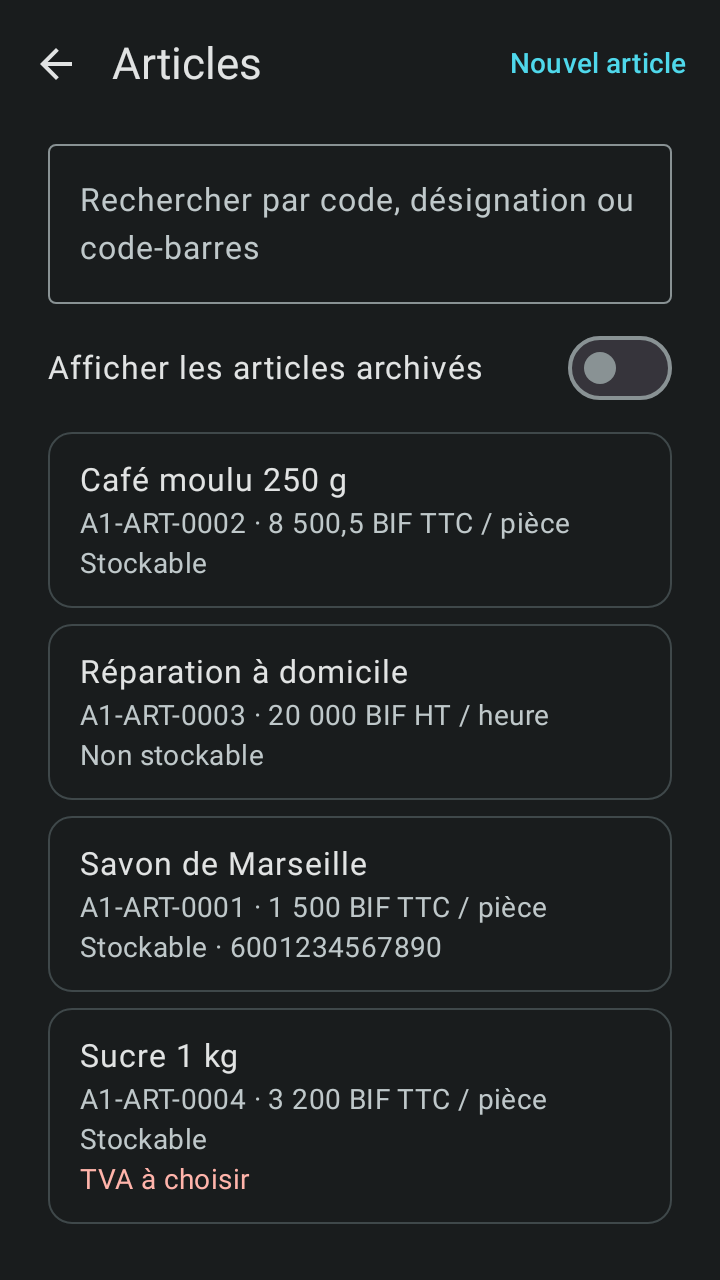 Articles
Nouvel article
Rechercher par code, désignation ou
code-barres
Afficher les articles archivés
Café moulu 250 g
A1-ART-0002 · 8 500,5 BIF TTC / pièce
Stockable
Réparation à domicile
A1-ART-0003 · 20 000 BIF HT / heure
Non stockable
Savon de Marseille
A1-ART-0001 · 1 500 BIF TTC / pièce
Stockable · 6001234567890
Sucre 1 kg
A1-ART-0004 · 3 200 BIF TTC / pièce
Stockable
TVA à choisir